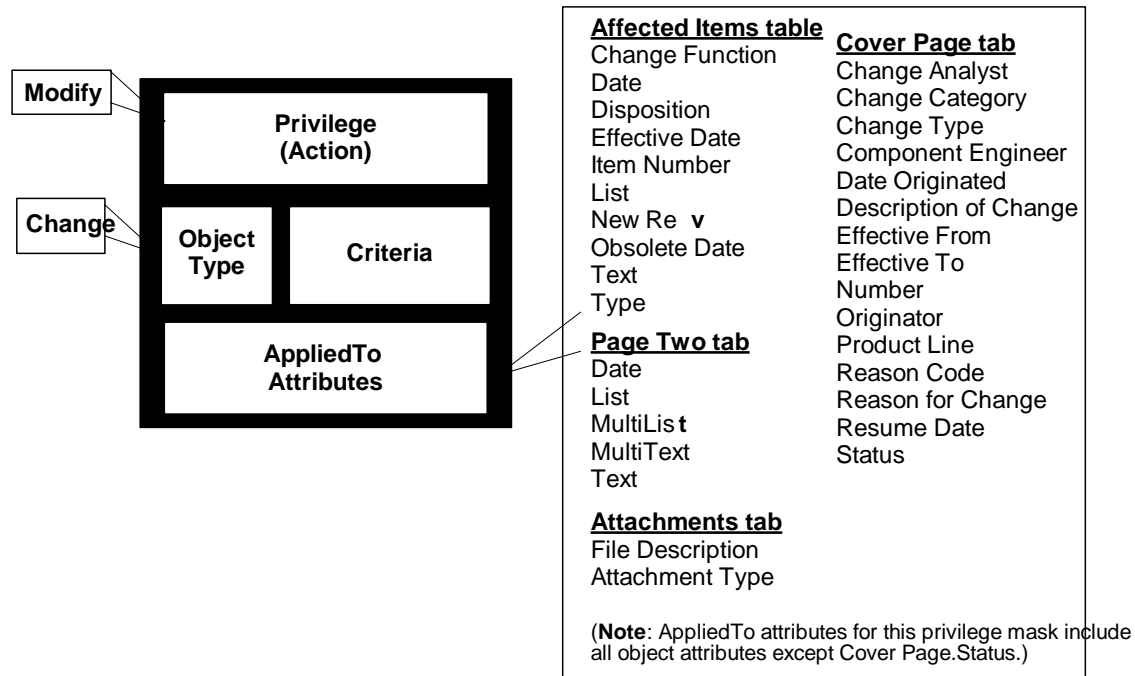 Modify
Privilege
(Action)
Change
Object
Type
Criteria
AppliedTo
Attributes
Affected Items table
Change Function
Date
Disposition
Effective Date
Item Number
List
New Re v
Obsolete Date
Text
Type
Page Two tab
Date
List
MultiList
MultiText
Text
Attachments tab
File Description
Attachment Type
Cover Page tab
Change Analyst
Change Category
Change Type
Component Engineer
Date Originated
Description of Change
Effective From
Effective To
Number
Originator
Product Line
Reason Code
Reason for Change
Resume Date
Status
(Note: AppliedTo attributes for this privilege mask include
all object attributes except Cover Page.Status.)